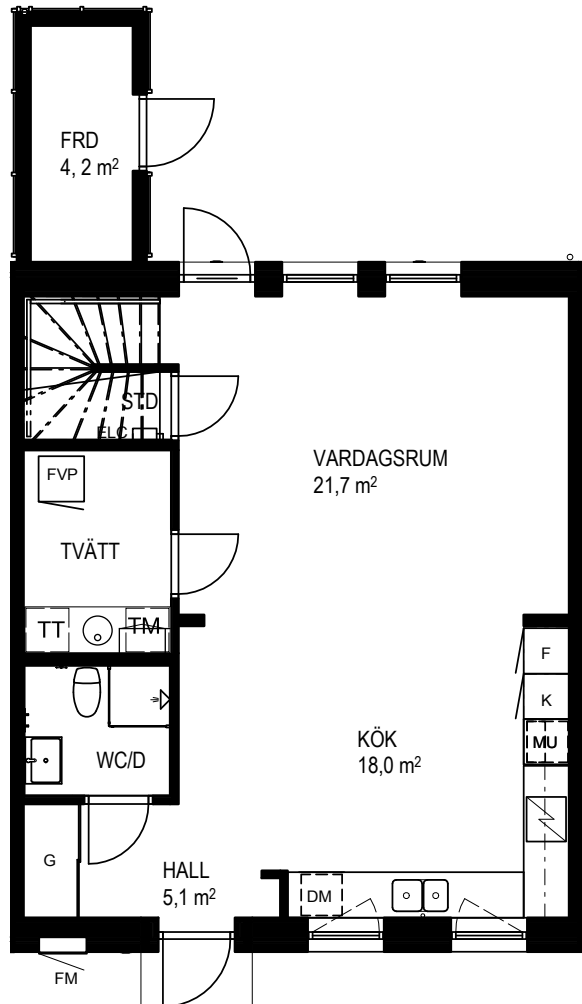 FRD
4, 2 m²
STD
ELC
VARDAGSRUM
21,7 m²
FVP
TVÄTT
TT
TM
F
K
MU
KÖK
18,0 m²
WC/D
G
HALL
5,1 m²
DM
FM